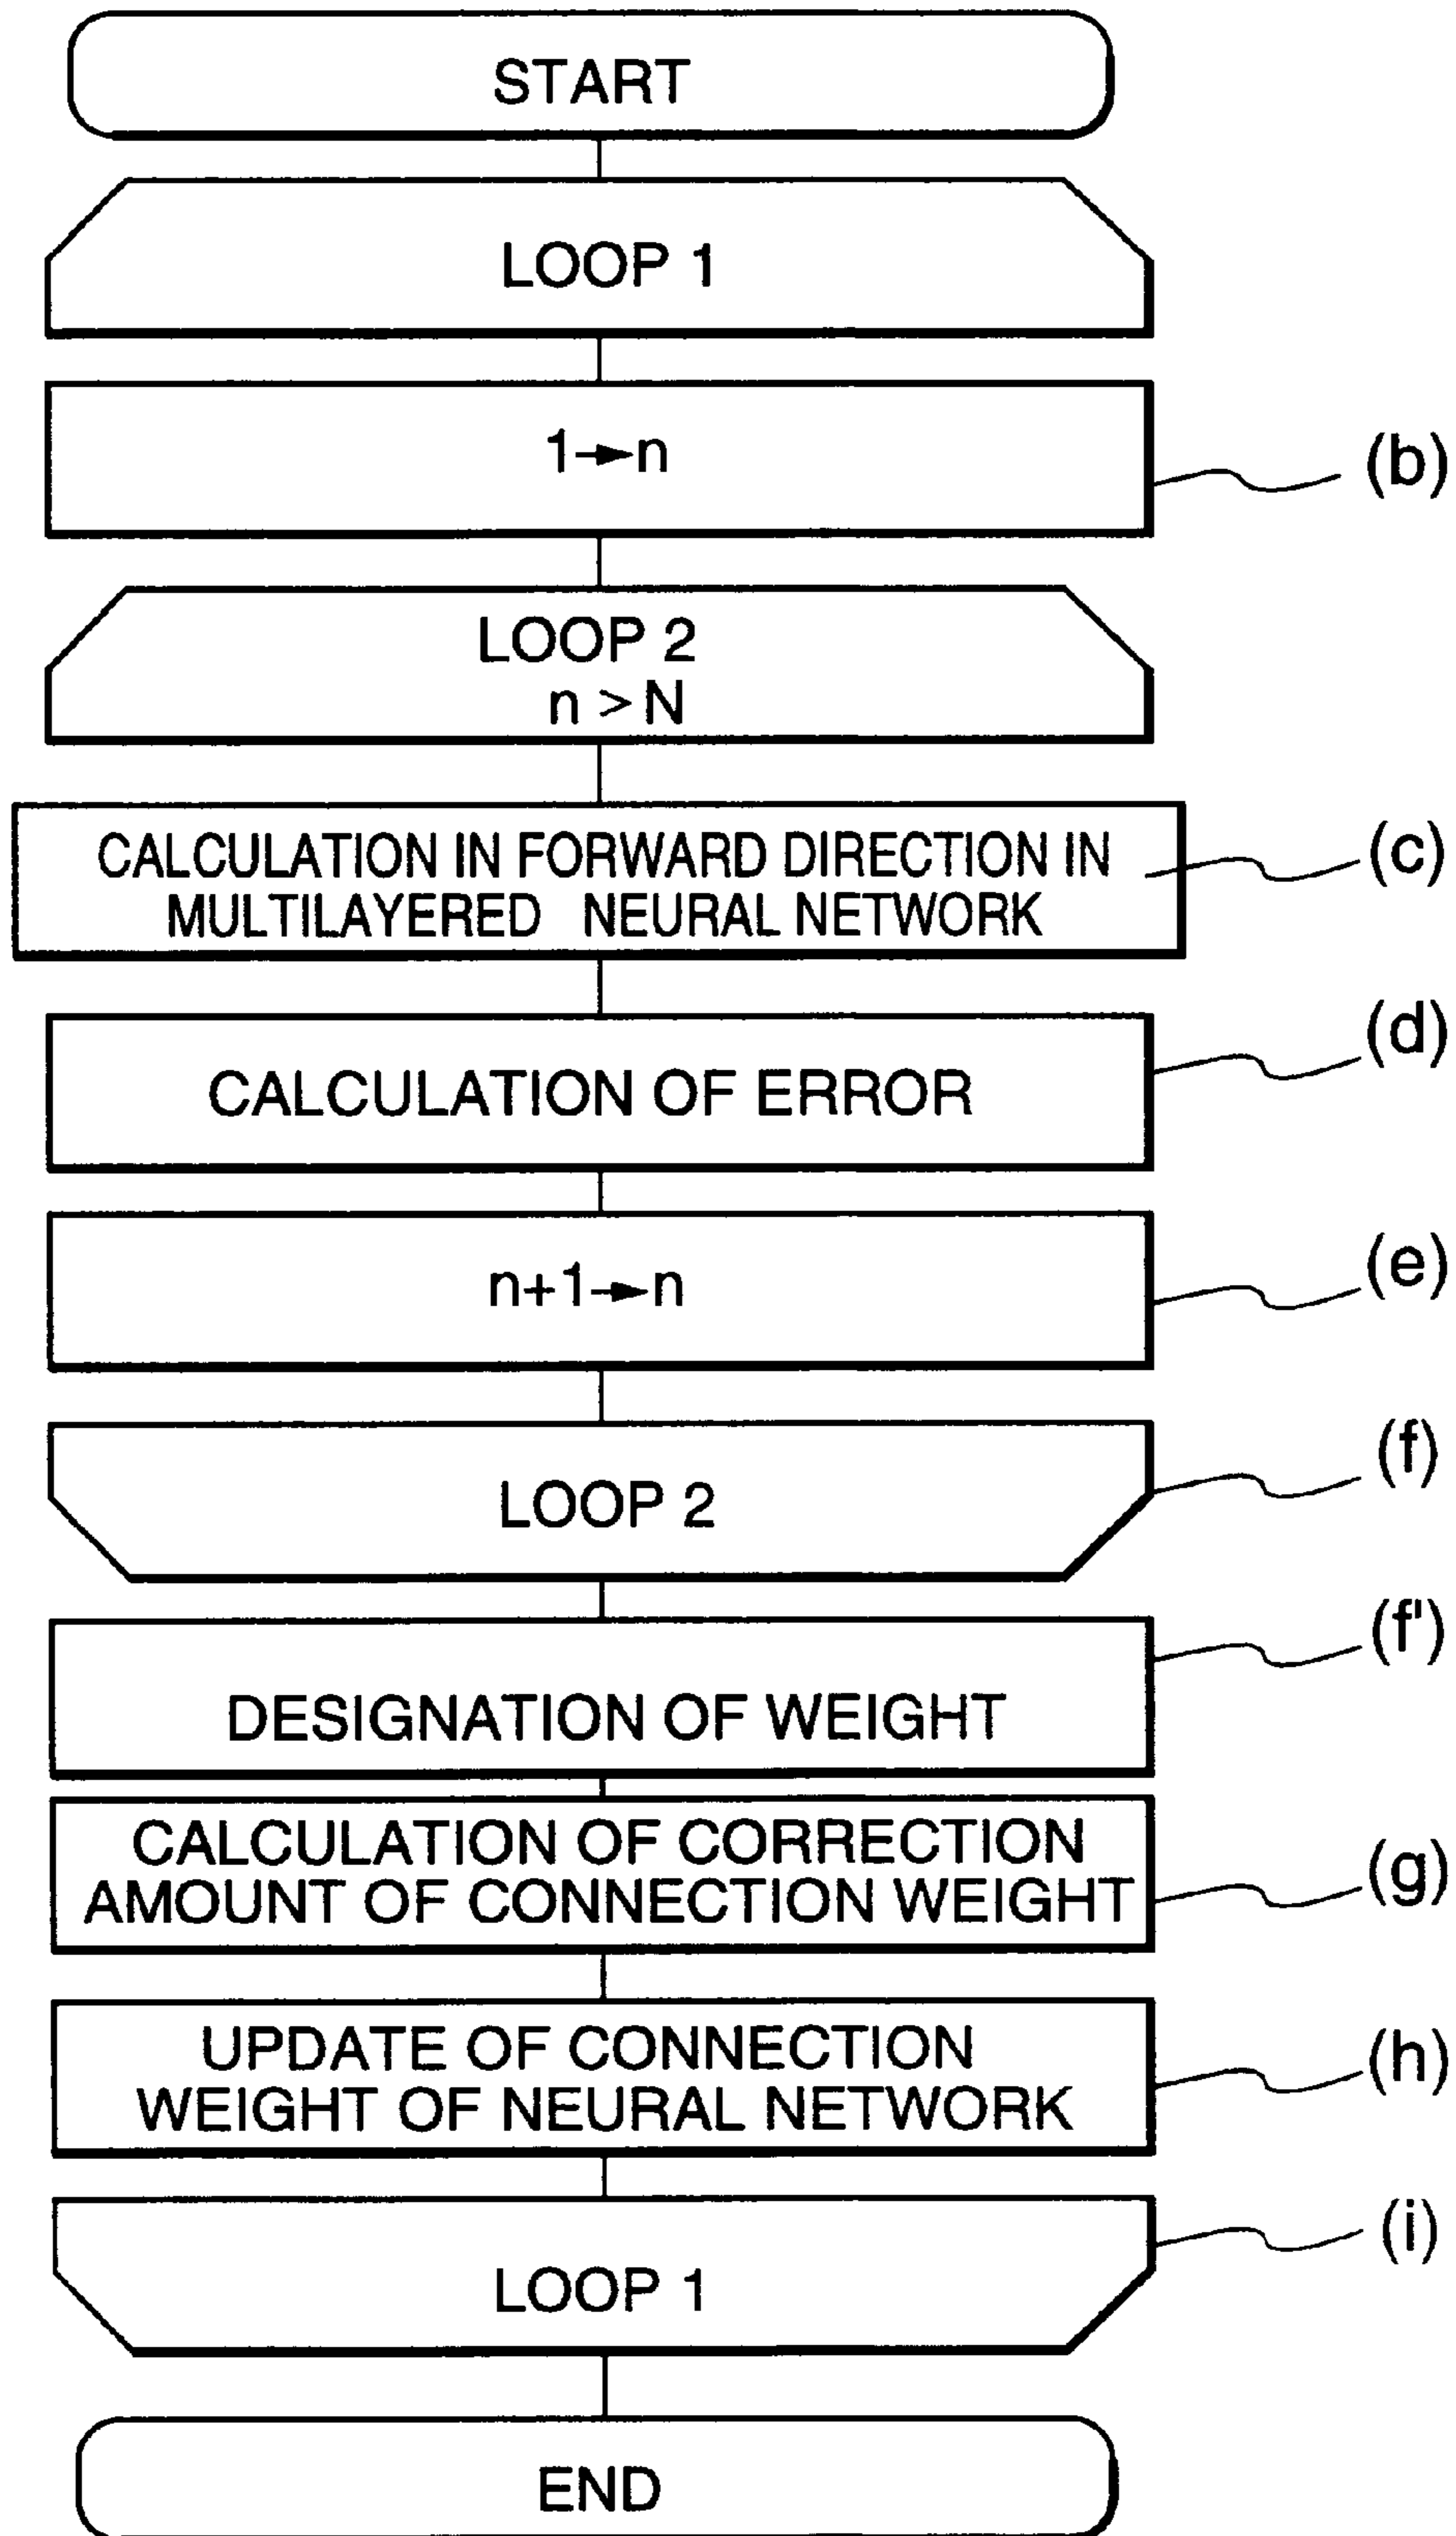 START
LOOP 1
1→n
(b)
LOOP 2
n > N
CALCULATION IN FORWARD DIRECTION IN
MULTILAYERED NEURAL NETWORK
(c)
CALCULATION OF ERROR
(d)
n+1→n
(e)
LOOP 2
(f)
DESIGNATION OF WEIGHT
(f')
CALCULATION OF CORRECTION
AMOUNT OF CONNECTION WEIGHT
(g)
UPDATE OF CONNECTION
WEIGHT OF NEURAL NETWORK
(h)
LOOP 1
(i)
END